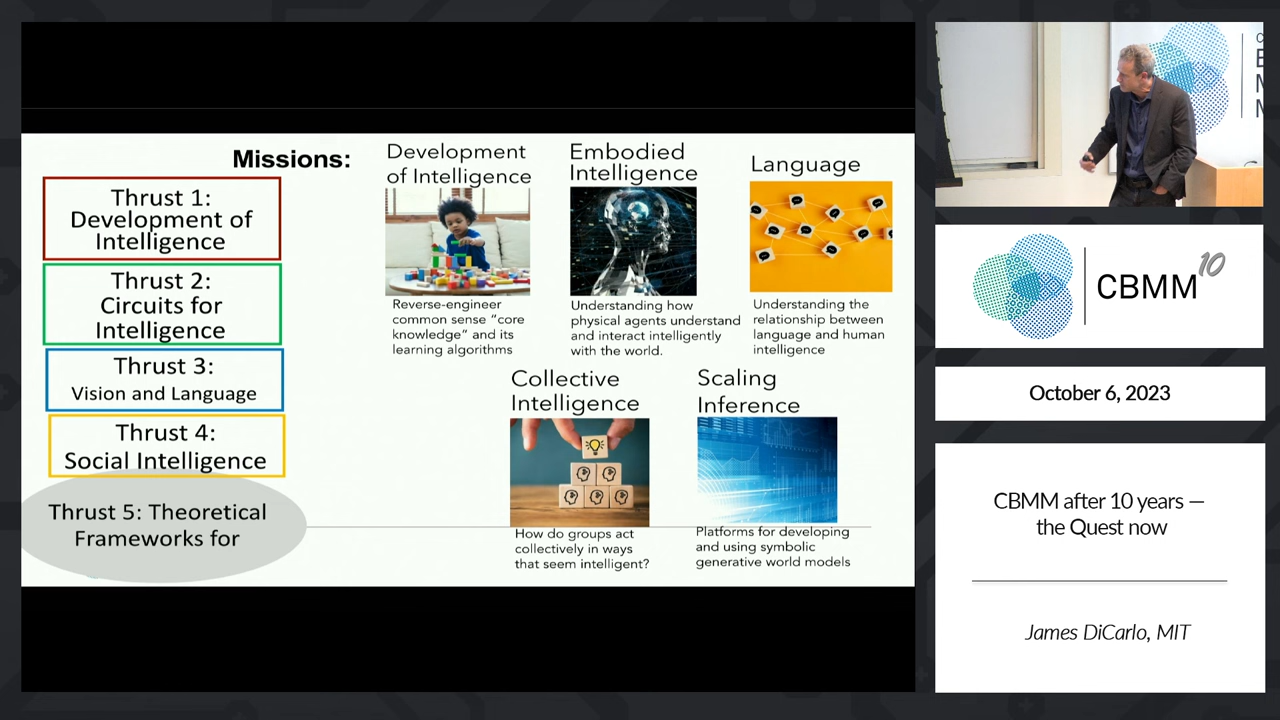 Missions:
Thrust 1:
Development of
Intelligence
Thrust 2:
Circuits for
Intelligence
Thrust 3:
Vision and Language
Thrust 4:
Social Intelligence
Thrust 5: Theoretical
Frameworks for
Development
of Intelligence
Reverse-engineer
common sense “core
knowledge” and its
learning algorithms
Embodied
Intelligence
Understanding how
physical agents understand
and interact intelligently
with the world.
Language
Understanding the
relationship between
language and human
intelligence
Collective
Intelligence
How do groups act
collectively in ways
that seem intelligent?
Scaling
Inference
Platforms for developing
and using symbolic
generative world models
CBMM10
October 6, 2023
CBMM after 10 years —
the Quest now
James DiCarlo, MIT